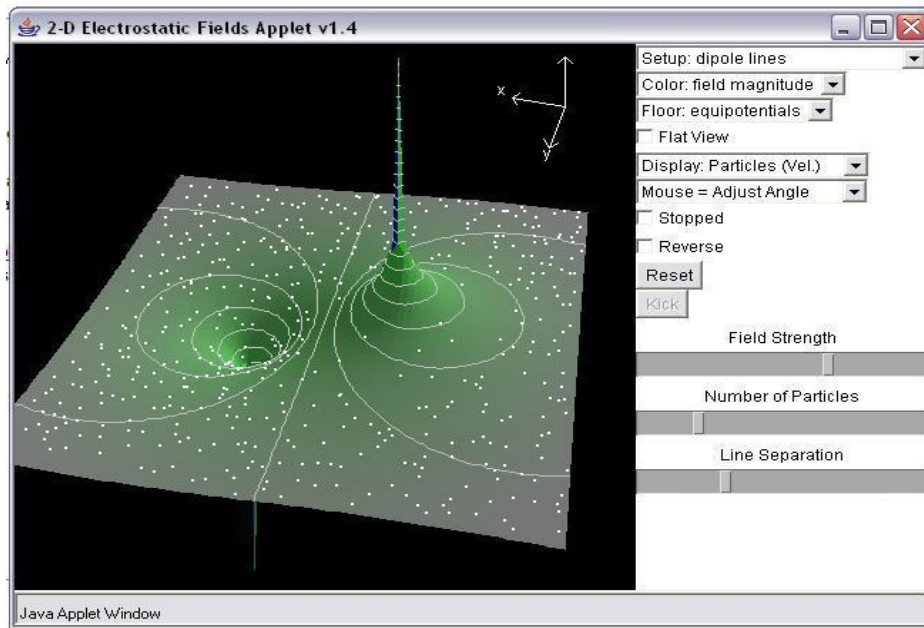 2-D Electrostatic Fields Applet v1.4
x
y
Setup: dipole lines
Color: field magnitude
Floor: equipotentials
Flat View
Display: Particles (Vel.)
Mouse = Adjust Angle
Stopped
Reverse
Reset
Kick
Field Strength
Number of Particles
Line Separation
Java Applet Window